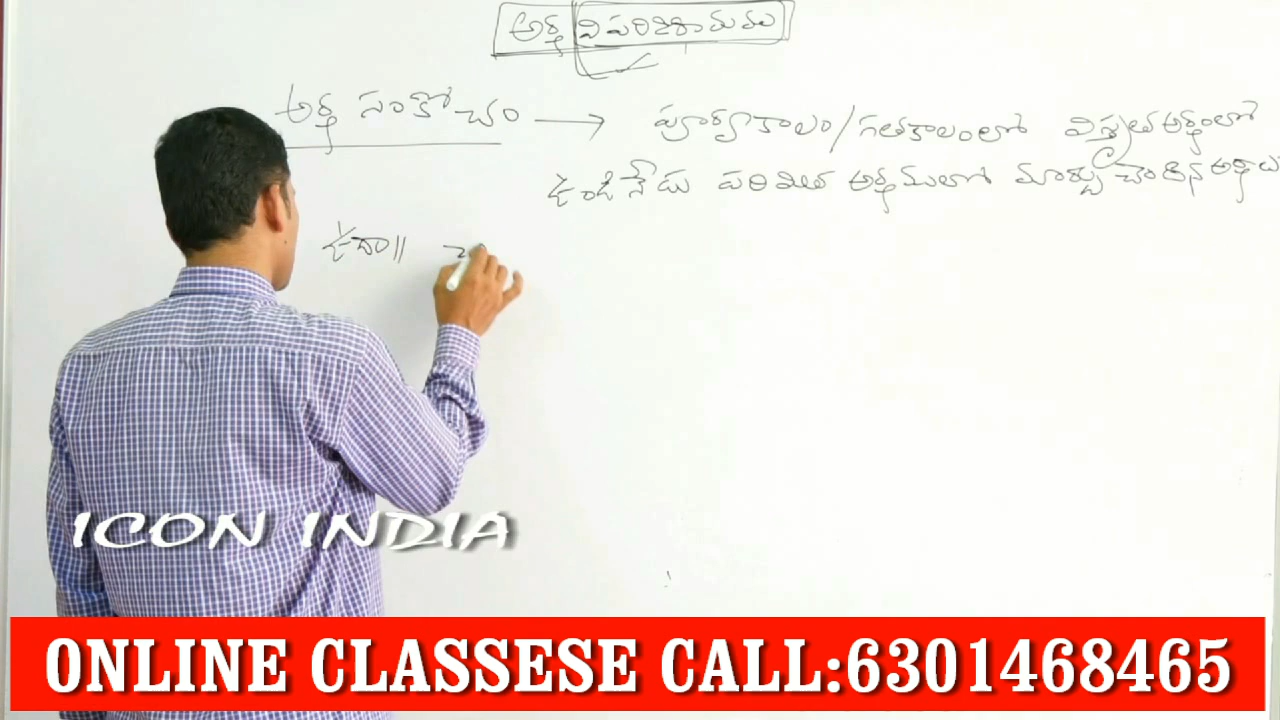 అర్థ విపరిణామము
అర్థ సంకోచం → పూర్వకాలం/గతకాలంలో విస్తృత అర్థంలో
ఉండి నేడు పరిమిత అర్థములో మార్పు చెందిన అర్థాలు
ఉదా॥
ICON INDIA
ONLINE CLASSESE CALL:6301468465